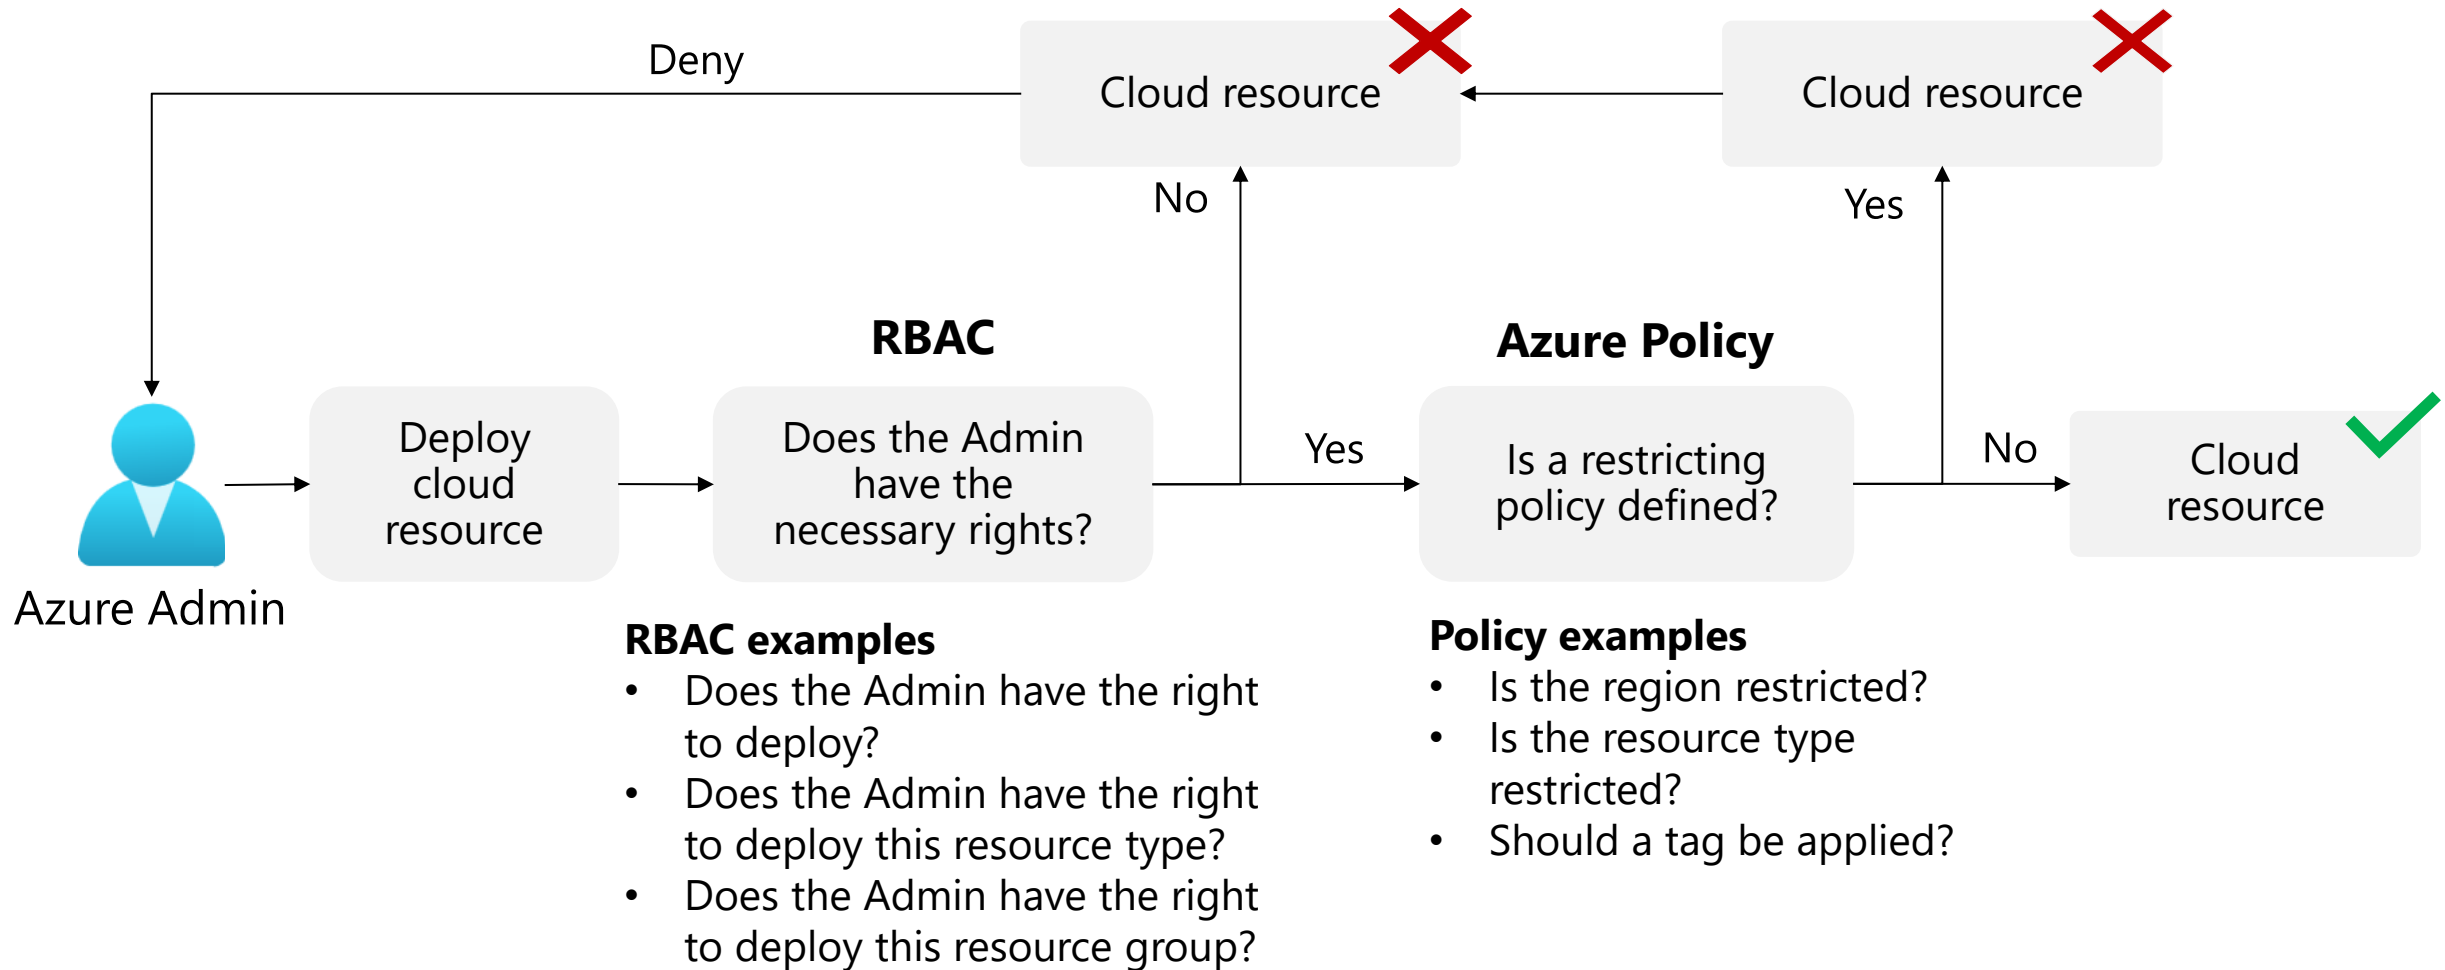 Deny
Cloud resource
Cloud resource
No
Yes
RBAC
Azure Policy
Deploy
cloud
resource
Does the Admin
have the
necessary rights?
Yes
Is a restricting
policy defined?
No
Cloud
resource
Azure Admin
RBAC examples
• Does the Admin have the right
to deploy?
• Does the Admin have the right
to deploy this resource type?
• Does the Admin have the right
to deploy this resource group?
Policy examples
• Is the region restricted?
• Is the resource type
restricted?
• Should a tag be applied?